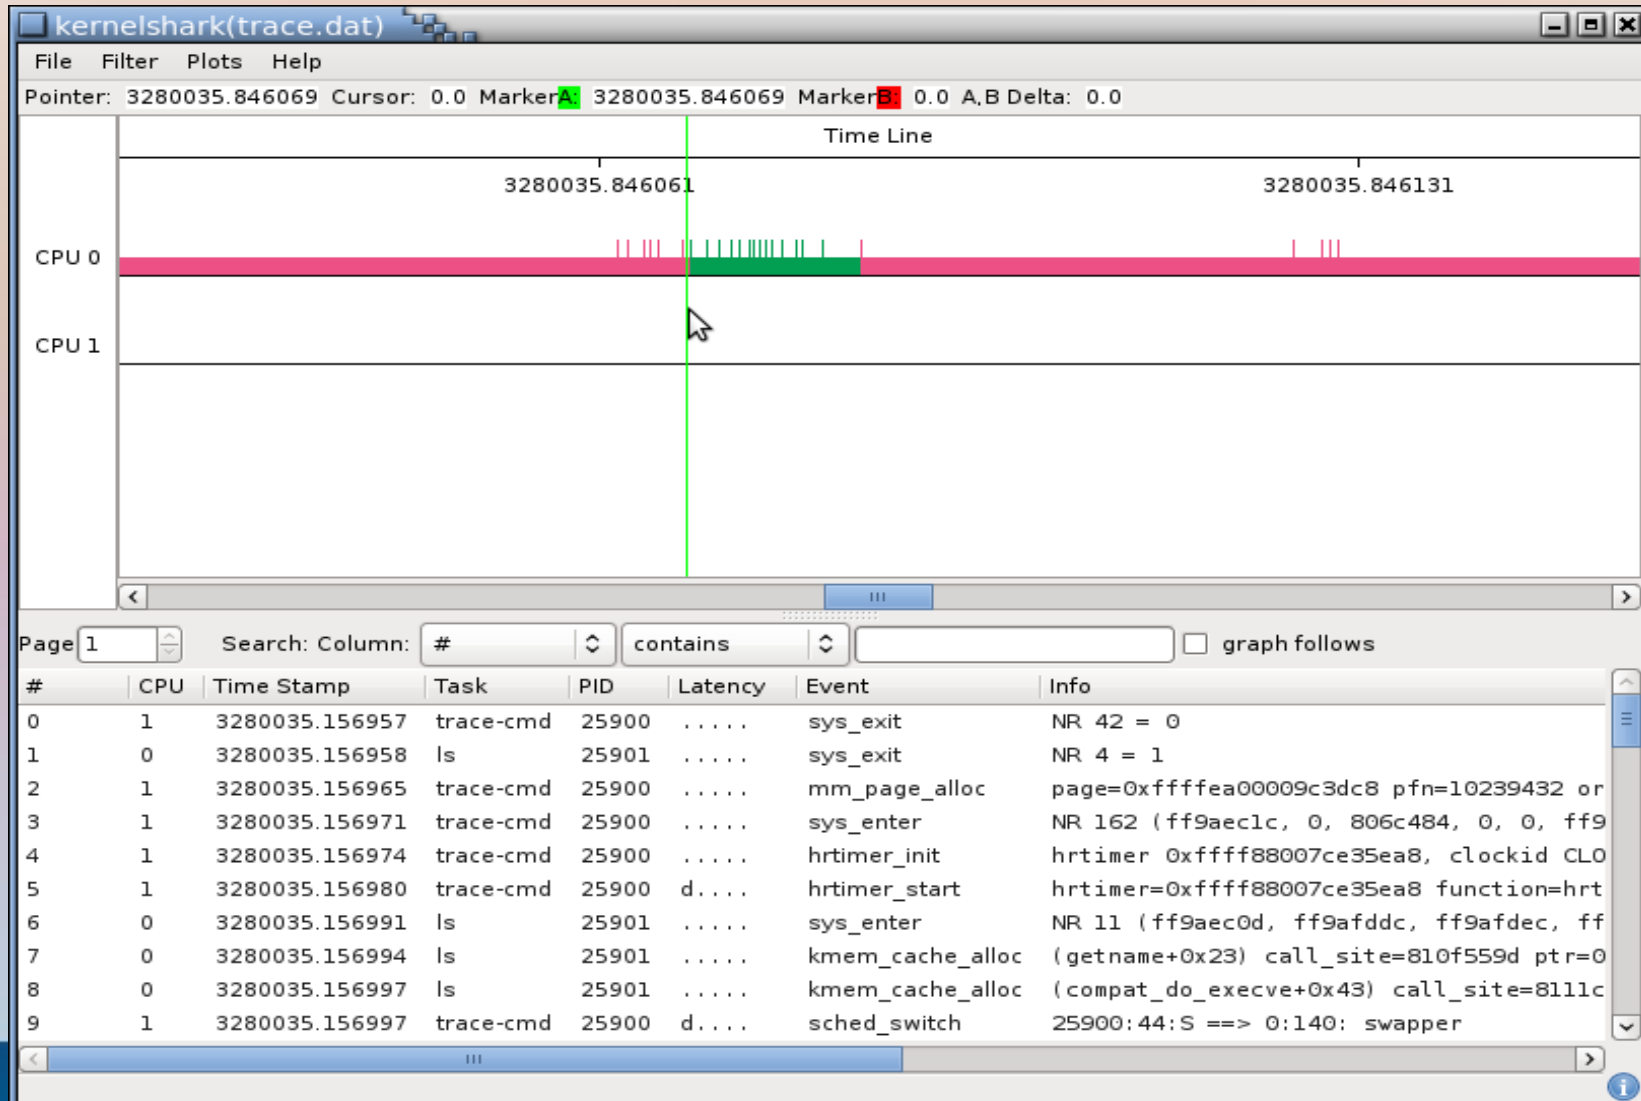 kernelshark(trace.dat)
File Filter Plots Help
Pointer: 3280035.846069 Cursor: 0.0 MarkerA: 3280035.846069 MarkerB: 0.0 A,B Delta: 0.0
Time Line
3280035.846061 3280035.846131
CPU 0
CPU 1
Page 1 Search: Column: # contains graph follows
# CPU Time Stamp Task PID Latency Event Info
0 1 3280035.156957 trace-cmd 25900 ..... sys_exit NR 42 = 0
1 0 3280035.156958 ls 25901 ..... sys_exit NR 4 = 1
2 1 3280035.156965 trace-cmd 25900 ..... mm_page_alloc page=0xffffea00009c3dc8 pfn=10239432 or
3 1 3280035.156971 trace-cmd 25900 ..... sys_enter NR 162 (ff9aec1c, 0, 806c484, 0, 0, ff9
4 1 3280035.156974 trace-cmd 25900 ..... hrtimer_init hrtimer 0xffff88007ce35ea8, clockid CLO
5 1 3280035.156980 trace-cmd 25900 d.... hrtimer_start hrtimer=0xffff88007ce35ea8 function=hrt
6 0 3280035.156991 ls 25901 ..... sys_enter NR 11 (ff9aec0d, ff9afddc, ff9afdec, ff
7 0 3280035.156994 ls 25901 ..... kmem_cache_alloc (getname+0x23) call_site=810f559d ptr=0
8 0 3280035.156997 ls 25901 ..... kmem_cache_alloc (compat_do_execve+0x43) call_site=8111c
9 1 3280035.156997 trace-cmd 25900 d.... sched_switch 25900:44:S ==> 0:140: swapper